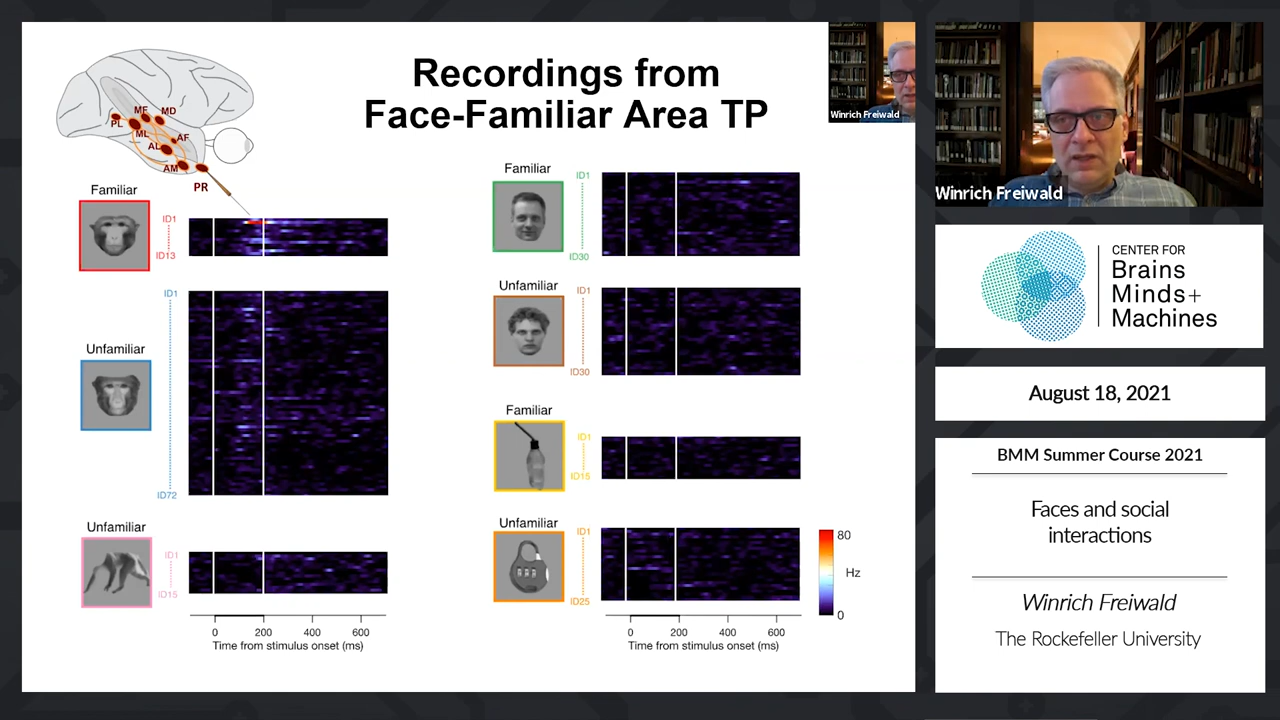 Recordings from
Face-Familiar Area TP
MF
MD
PL
ML
AF
AL
AM
PR
Familiar
ID1
ID13
Unfamiliar
ID1
ID72
Unfamiliar
ID1
ID15
0
200
400
600
Time from stimulus onset (ms)
Familiar
ID1
ID30
Unfamiliar
ID1
ID30
Familiar
ID1
ID15
Unfamiliar
ID1
ID25
0
200
400
600
Time from stimulus onset (ms)
80
Hz
0
Winrich Freiwald
Winrich Freiwald
CENTER FOR
Brains
Minds+
Machines
August 18, 2021
BMM Summer Course 2021
Faces and social
interactions
Winrich Freiwald
The Rockefeller University